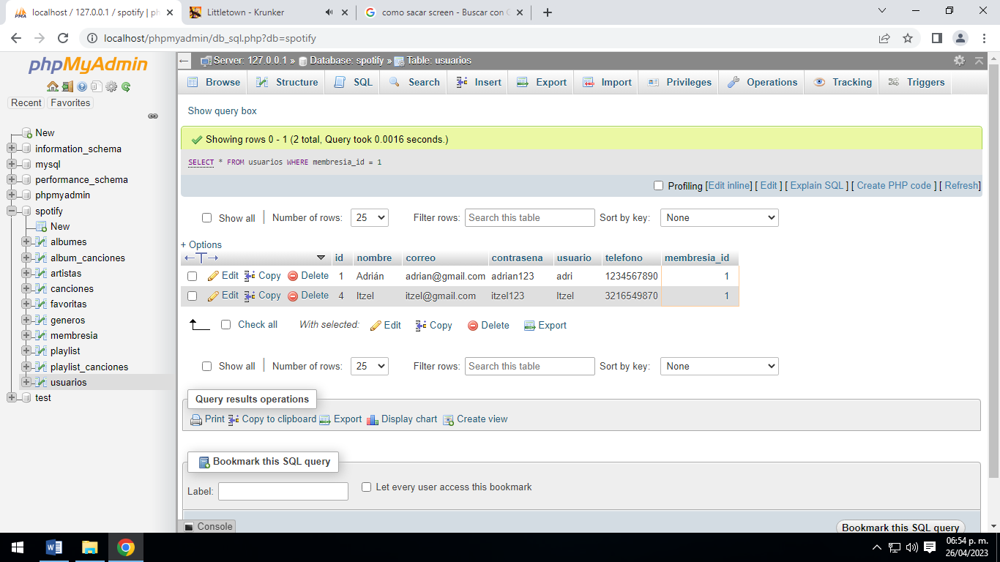 localhost / 127.0.0.1 / spotify | ph
Littletown - Krunker
como sacar screen - Buscar con G
localhost/phpmyadmin/db_sql.php?db=spotify
phpMyAdmin
Recent Favorites
New
information_schema
mysql
performance_schema
phpmyadmin
spotify
New
albumes
album_canciones
artistas
canciones
favoritas
generos
membresia
playlist
playlist_canciones
usuarios
test
Server: 127.0.0.1 » Database: spotify » Table: usuarios
Browse Structure SQL Search Insert Export Import Privileges Operations Tracking Triggers
Show query box
Showing rows 0 - 1 (2 total, Query took 0.0016 seconds.)
SELECT * FROM usuarios WHERE membresia_id = 1
Profiling [Edit inline] [ Edit ] [ Explain SQL ] [ Create PHP code ] [ Refresh]
Show all | Number of rows: 25 Filter rows: Search this table Sort by key: None
+ Options
id nombre correo contrasena usuario telefono membresia_id
Edit Copy Delete 1 Adrián adrian@gmail.com adrian123 adri 1234567890 1
Edit Copy Delete 4 Itzel itzel@gmail.com itzel123 Itzel 3216549870 1
Check all With selected: Edit Copy Delete Export
Show all | Number of rows: 25 Filter rows: Search this table Sort by key: None
Query results operations
Print Copy to clipboard Export Display chart Create view
Bookmark this SQL query
Label: Let every user access this bookmark
Console
Bookmark this SQL query
06:54 p. m.
26/04/2023